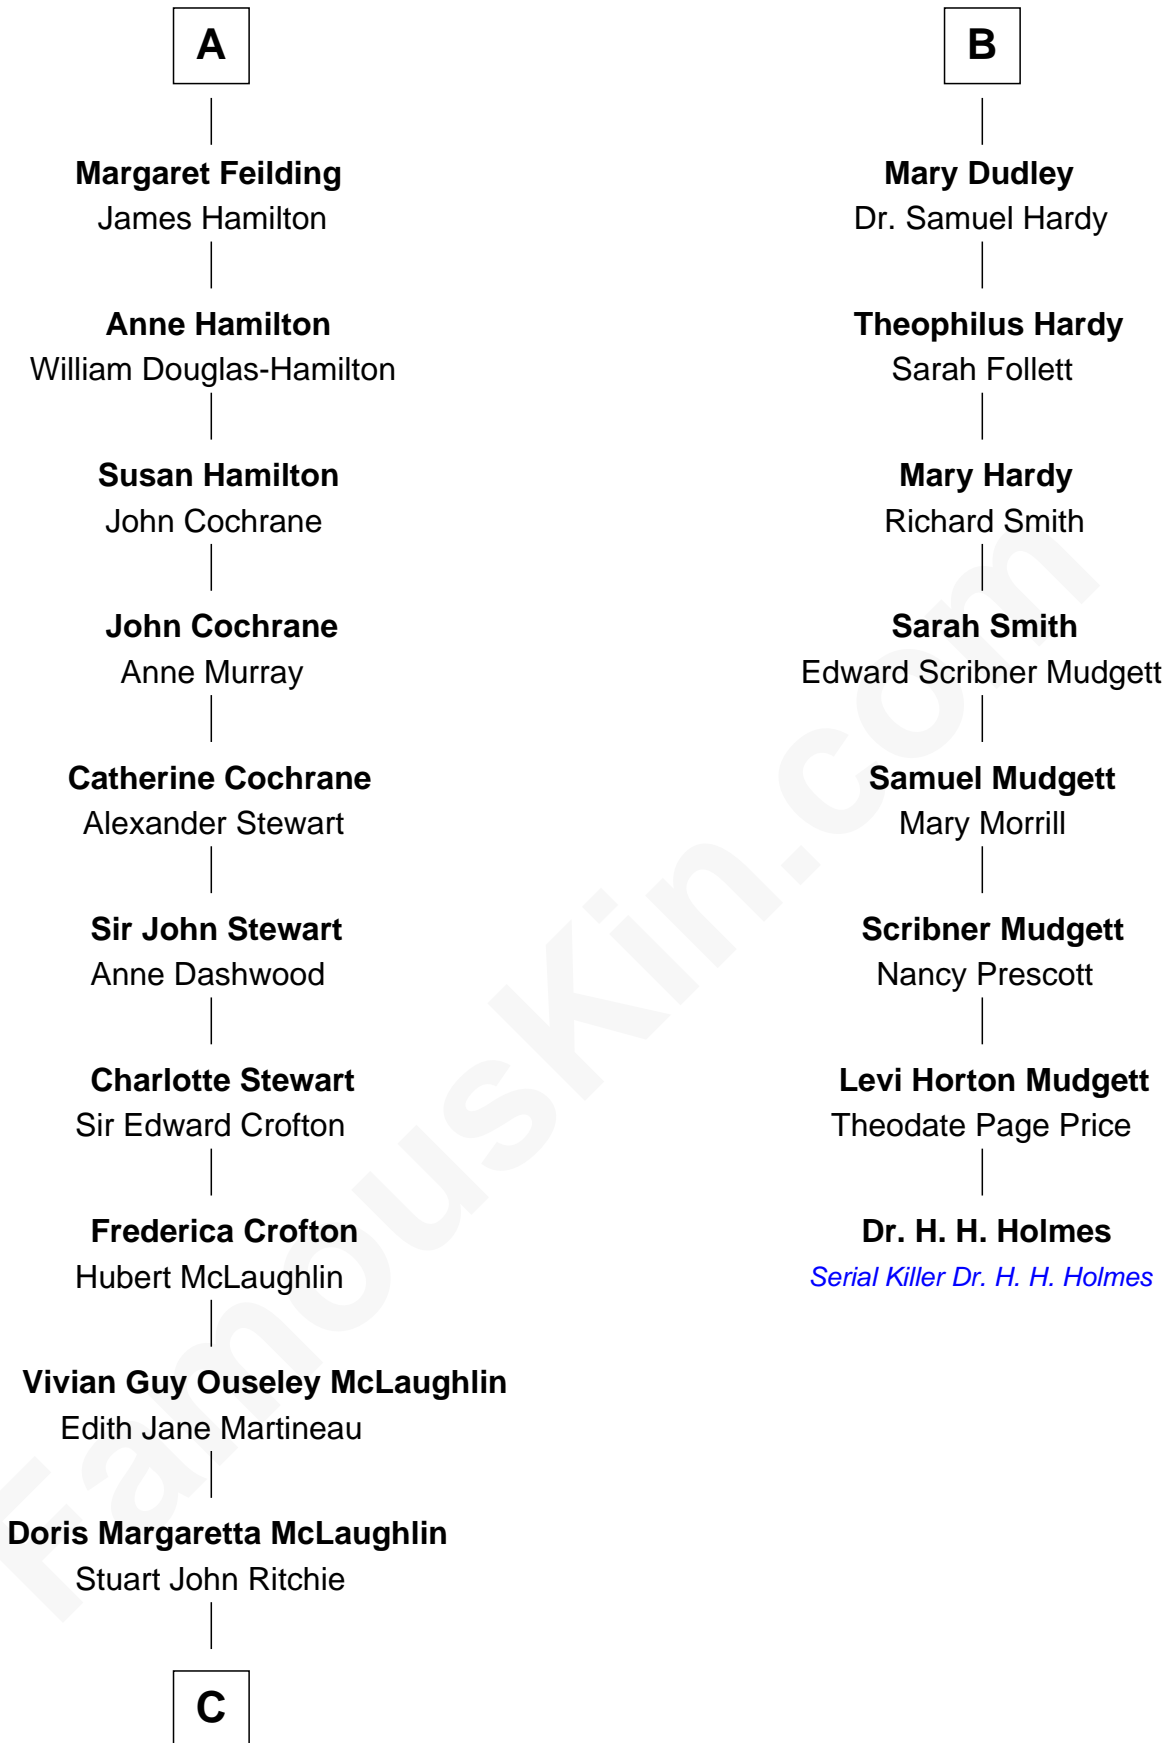 A
Margaret Feilding
James Hamilton
Anne Hamilton
William Douglas-Hamilton
Susan Hamilton
John Cochrane
John Cochrane
Anne Murray
Catherine Cochrane
Alexander Stewart
Sir John Stewart
Anne Dashwood
Charlotte Stewart
Sir Edward Crofton
Frederica Crofton
Hubert McLaughlin
Vivian Guy Ouseley McLaughlin
Edith Jane Martineau
Doris Margaretta McLaughlin
Stuart John Ritchie
C
B
Mary Dudley
Dr. Samuel Hardy
Theophilus Hardy
Sarah Follett
Mary Hardy
Richard Smith
Sarah Smith
Edward Scribner Mudgett
Samuel Mudgett
Mary Morrill
Scribner Mudgett
Nancy Prescott
Levi Horton Mudgett
Theodate Page Price
Dr. H. H. Holmes
Serial Killer Dr. H. H. Holmes
FamousKin.com